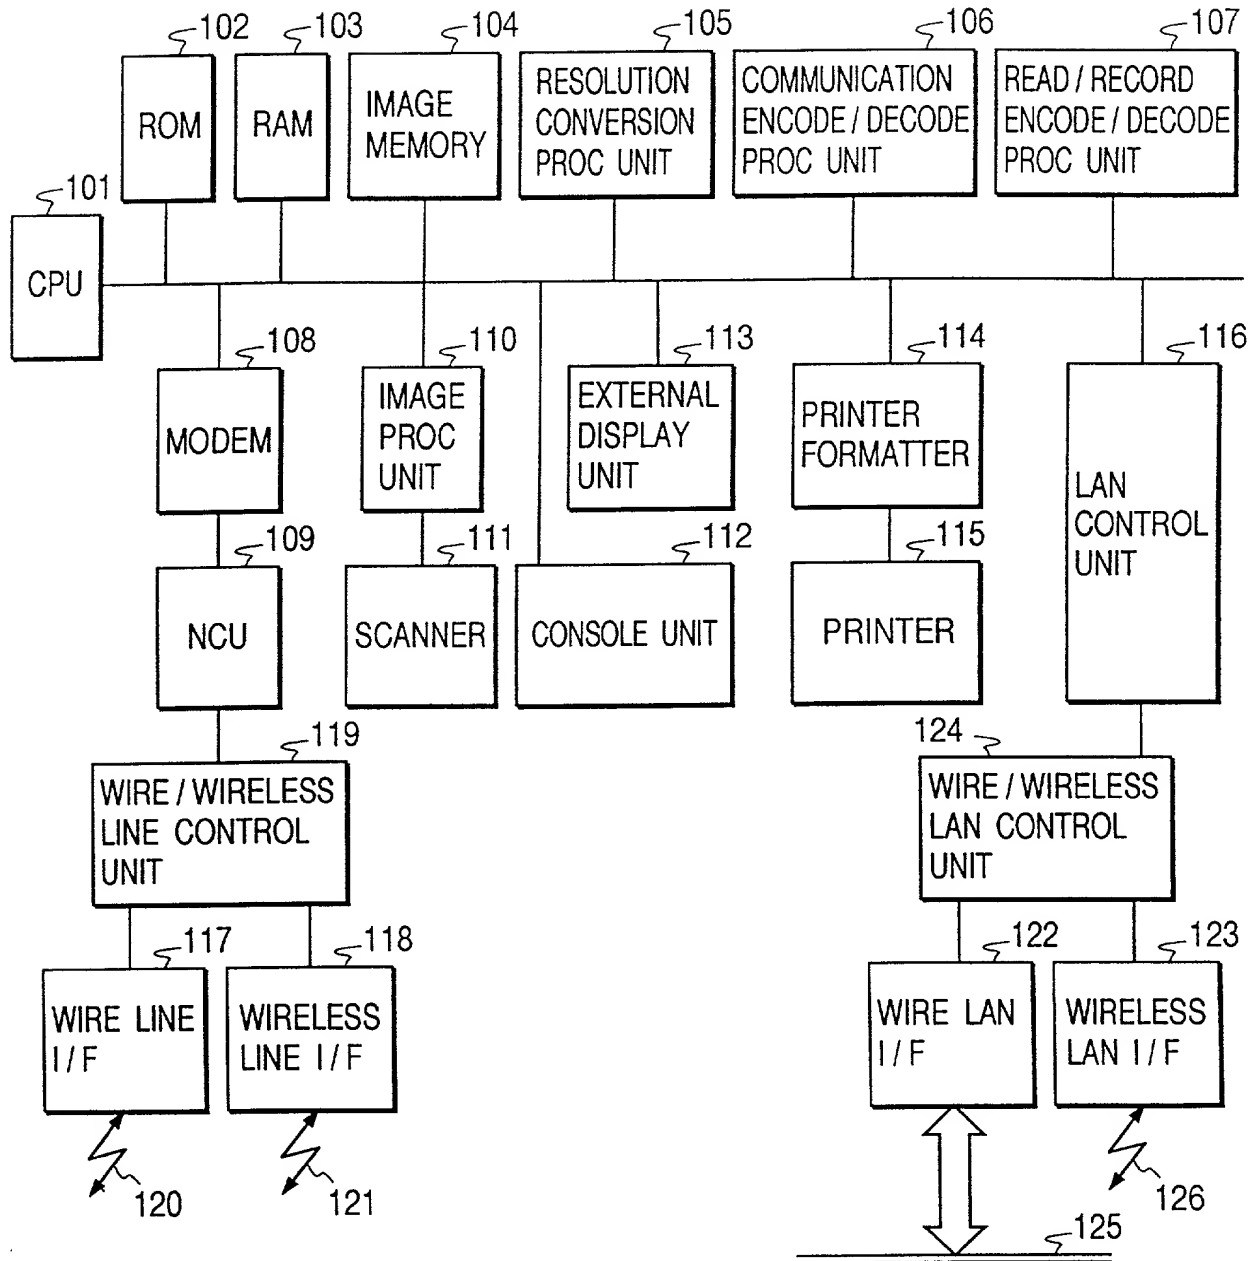 102
103
104
105
106
107
ROM
RAM
IMAGE
MEMORY
RESOLUTION
CONVERSION
PROC UNIT
COMMUNICATION
ENCODE / DECODE
PROC UNIT
READ / RECORD
ENCODE / DECODE
PROC UNIT
101
CPU
108
110
113
114
116
MODEM
IMAGE
PROC
UNIT
EXTERNAL
DISPLAY
UNIT
PRINTER
FORMATTER
LAN
CONTROL
UNIT
109
111
112
115
NCU
SCANNER
CONSOLE UNIT
PRINTER
119
124
WIRE / WIRELESS
LINE CONTROL
UNIT
WIRE / WIRELESS
LAN CONTROL
UNIT
117
118
122
123
WIRE LINE
I / F
WIRELESS
LINE I / F
WIRE LAN
I / F
WIRELESS
LAN I / F
120
121
126
125